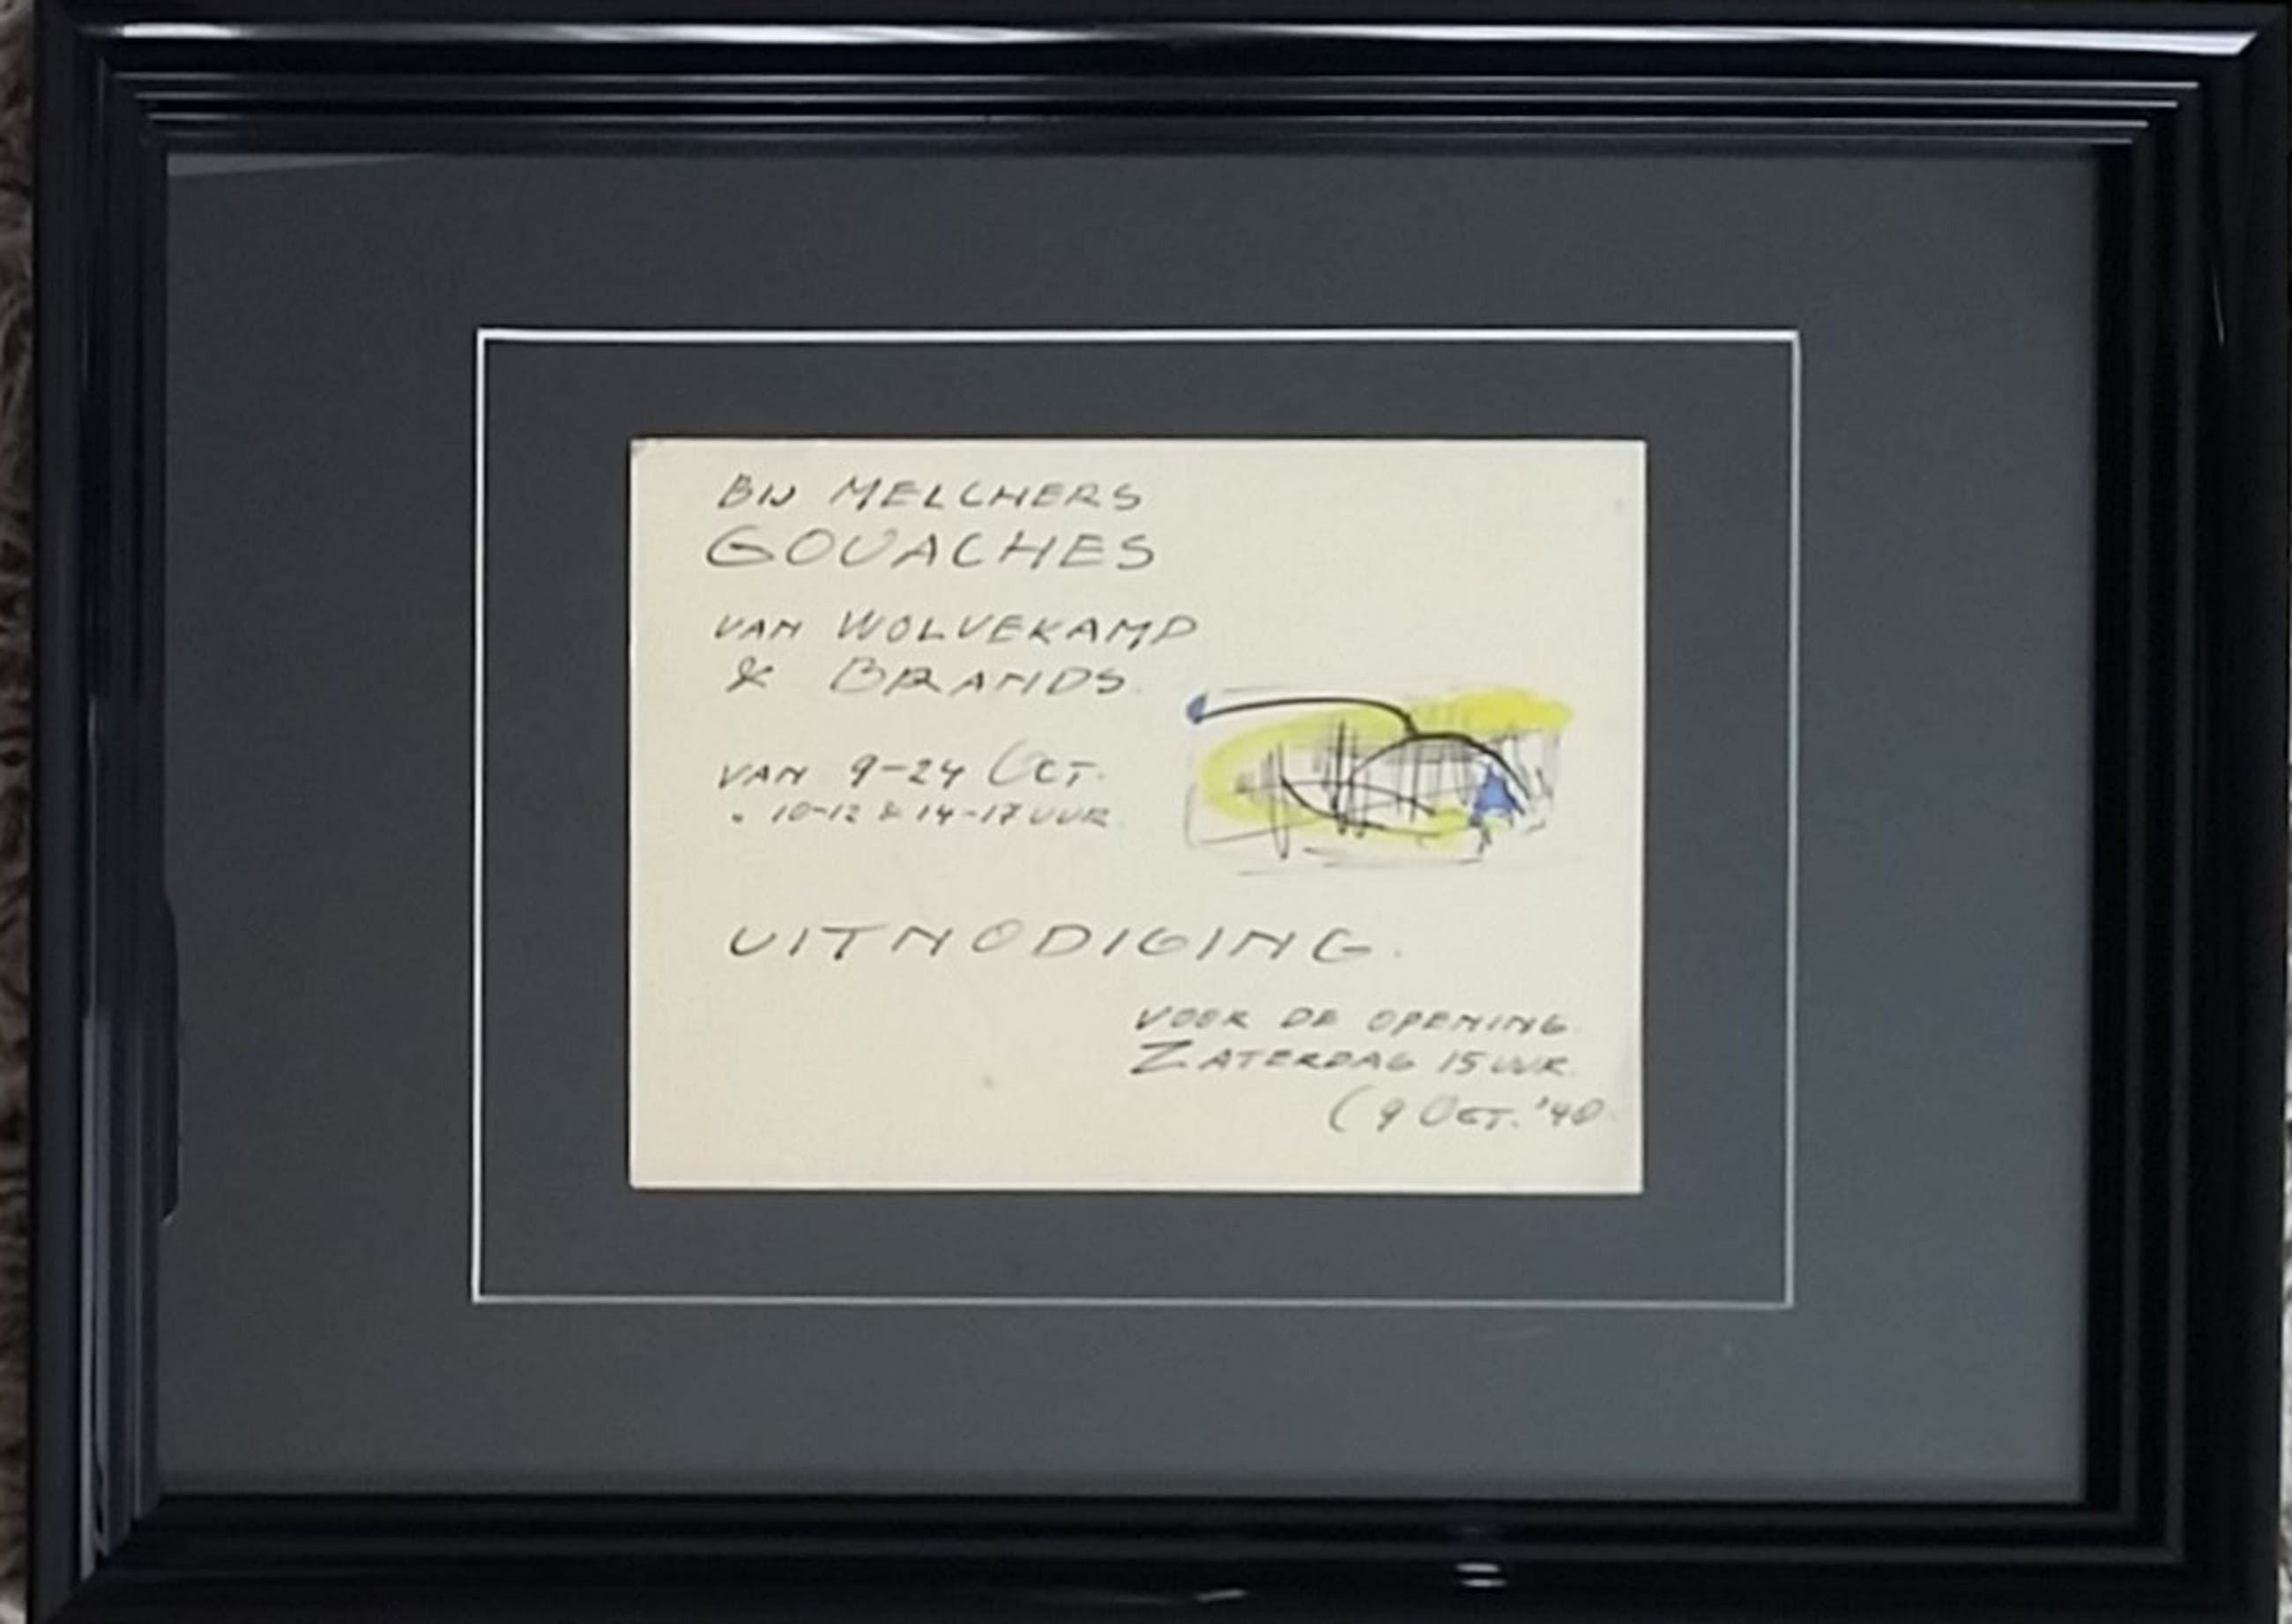 BIJ MELCHERS
GOUACHES
VAN WOLVEKAMP
& BRANDS.
VAN 9-24 OCT.
" 10-12 & 14-17 UUR
UITNODIGING.
VOOR DE OPENING
ZATERDAG 15 UUR.
(9 OCT. '48